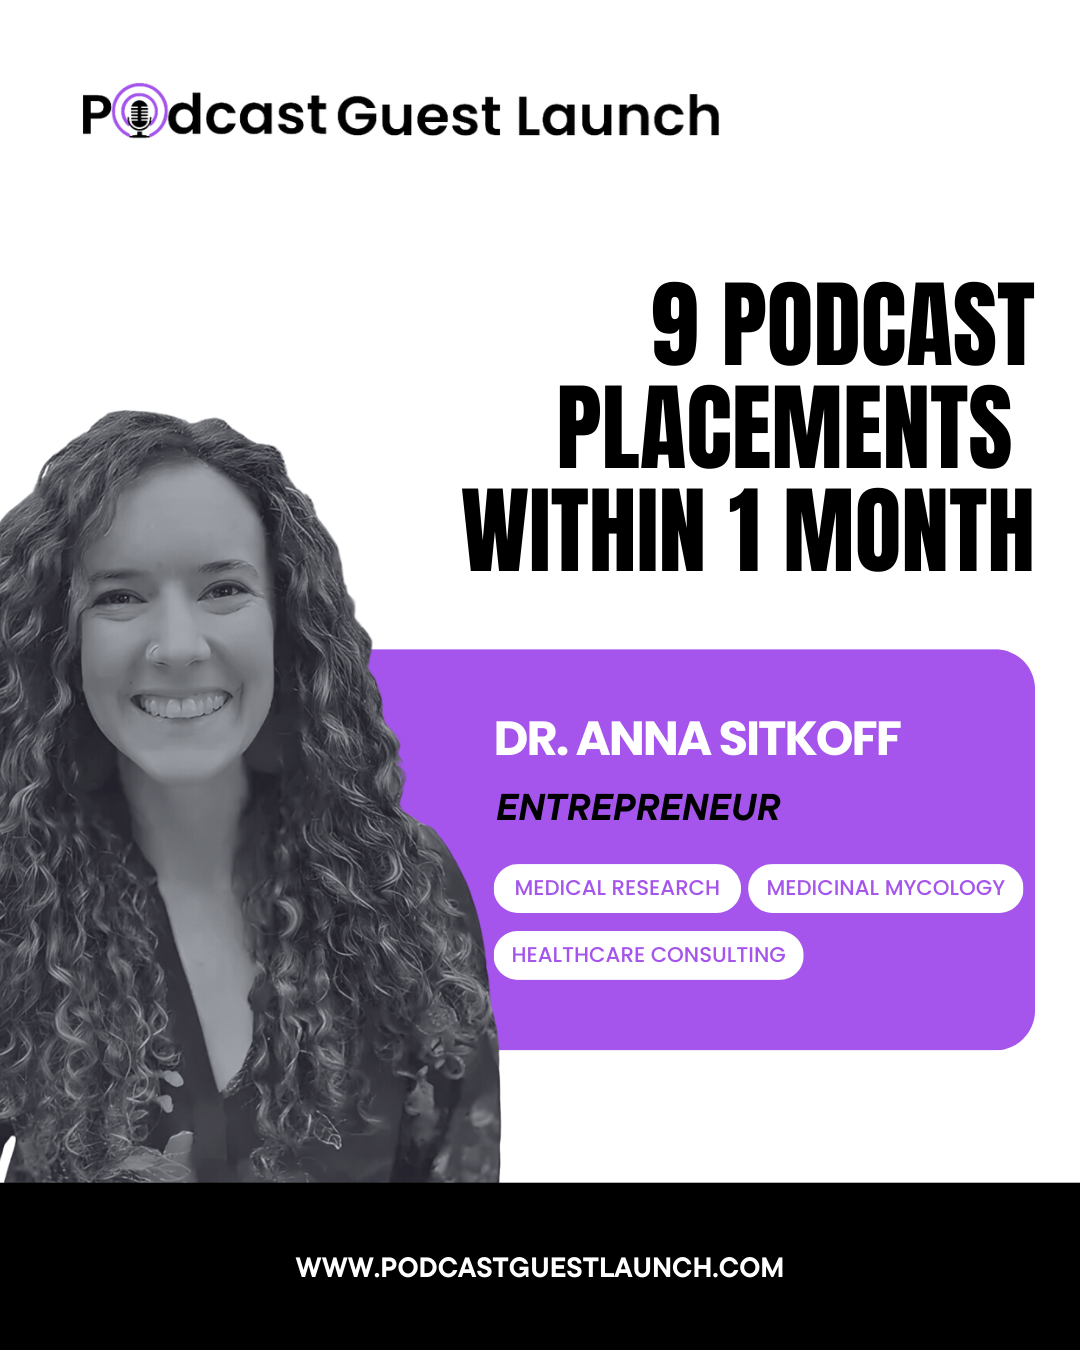 Podcast Guest Launch
9 PODCAST
PLACEMENTS
WITHIN 1 MONTH
DR. ANNA SITKOFF
ENTREPRENEUR
MEDICAL RESEARCH MEDICINAL MYCOLOGY
HEALTHCARE CONSULTING
WWW.PODCASTGUESTLAUNCH.COM